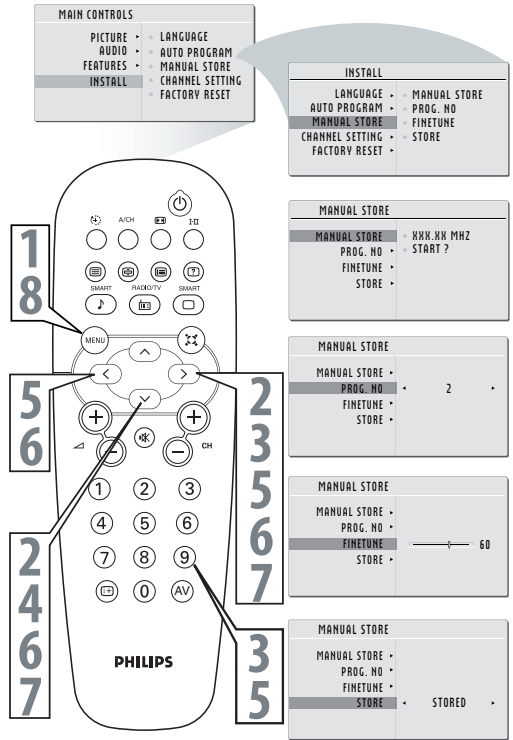 MAIN CONTROLS
PICTURE
AUDIO
FEATURES
INSTALL
LANGUAGE
AUTO PROGRAM
MANUAL STORE
CHANNEL SETTING
FACTORY RESET
INSTALL
LANGUAGE
AUTO PROGRAM
MANUAL STORE
CHANNEL SETTING
FACTORY RESET
MANUAL STORE
PROG. NO
FINETUNE
STORE
MANUAL STORE
MANUAL STORE
PROG. NO
FINETUNE
STORE
XXX.XX MHZ
START ?
MANUAL STORE
MANUAL STORE
PROG. NO 2
FINETUNE
STORE
MANUAL STORE
MANUAL STORE
PROG. NO
FINETUNE 60
STORE
MANUAL STORE
MANUAL STORE
PROG. NO
FINETUNE
STORE STORED
A/CH I-II
?
SMART RADIO/TV SMART
MENU
CH
1 2 3
4 5 6
7 8 9
i+ 0 AV
PHILIPS
1
8
5
6
2
4
6
7
2
3
5
6
7
3
5